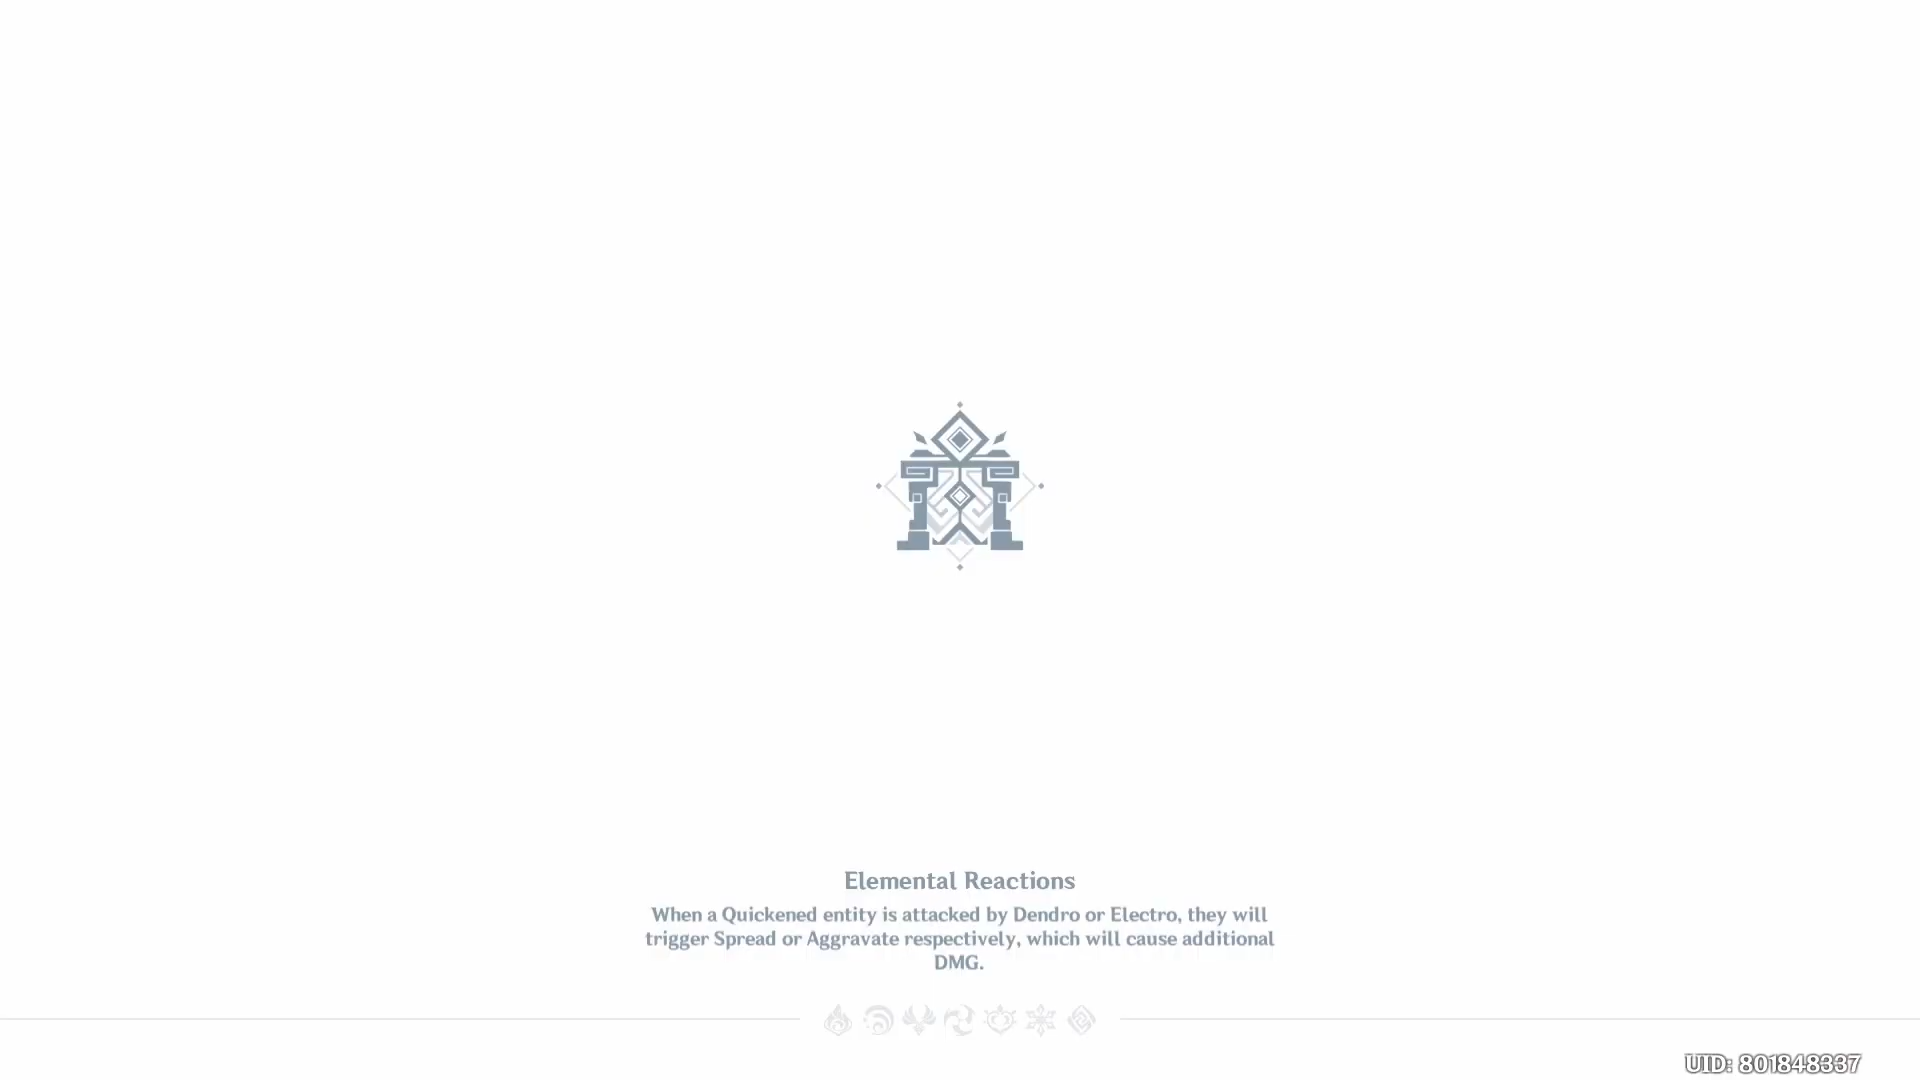 Elemental Reactions
When a Quickened entity is attacked by Dendro or Electro, they will
trigger Spread or Aggravate respectively, which will cause additional
DMG.
UID: 801848337